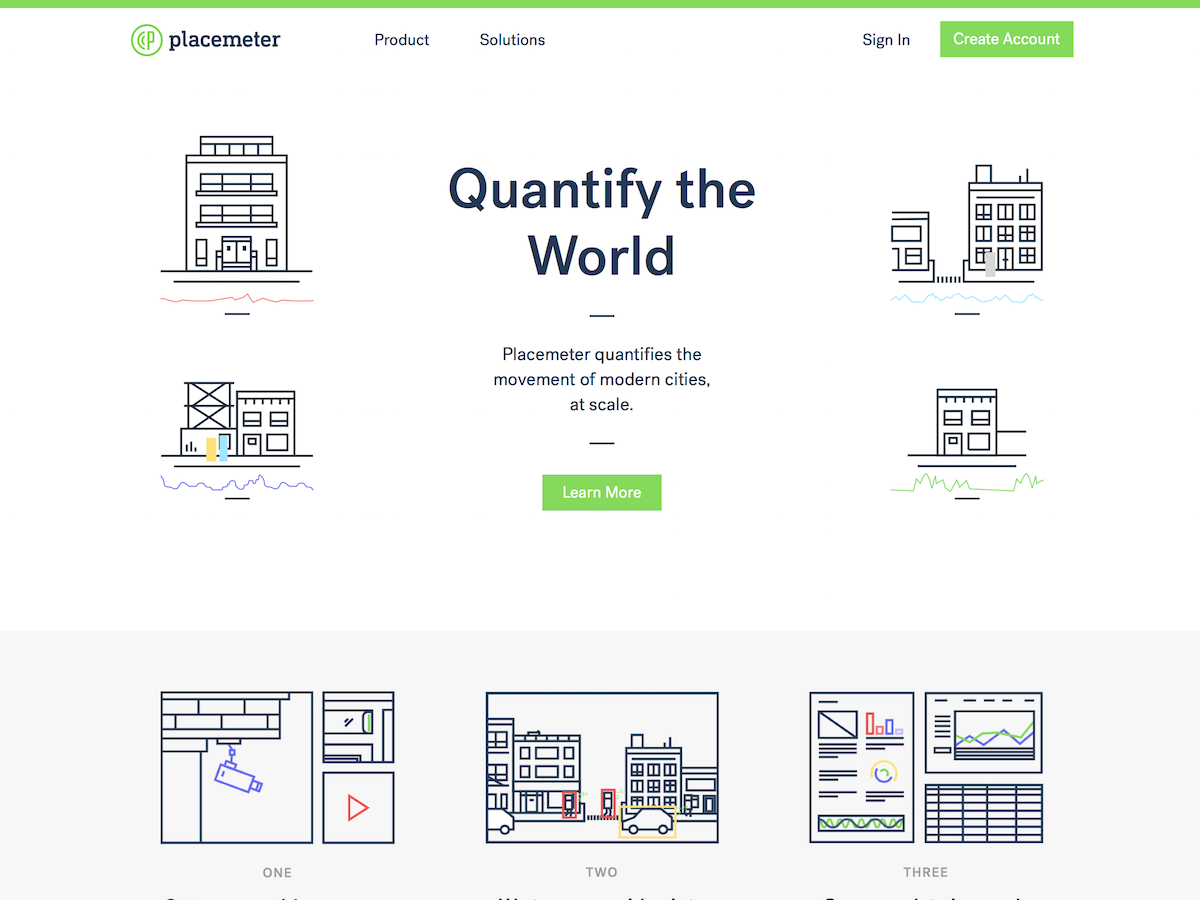 placemeter
Product
Solutions
Sign In
Create Account
Quantify the
World
Placemeter quantifies the
movement of modern cities,
at scale.
Learn More
ONE
TWO
THREE